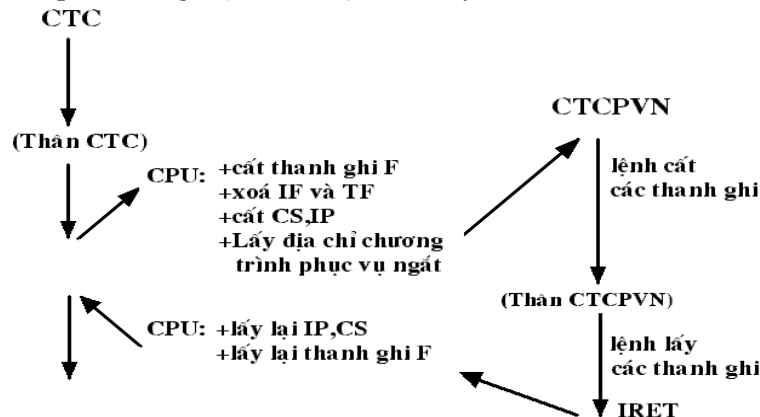 CTC
(Thân CTC)
CPU: +cất thanh ghi F
+xoá IF và TF
+cất CS,IP
+Lấy địa chỉ chương
trình phục vụ ngắt
CTCPVN
lệnh cất
các thanh ghi
(Thân CTCPVN)
CPU: +lấy lại IP,CS
+lấy lại thanh ghi F
lệnh lấy
các thanh ghi
IRET